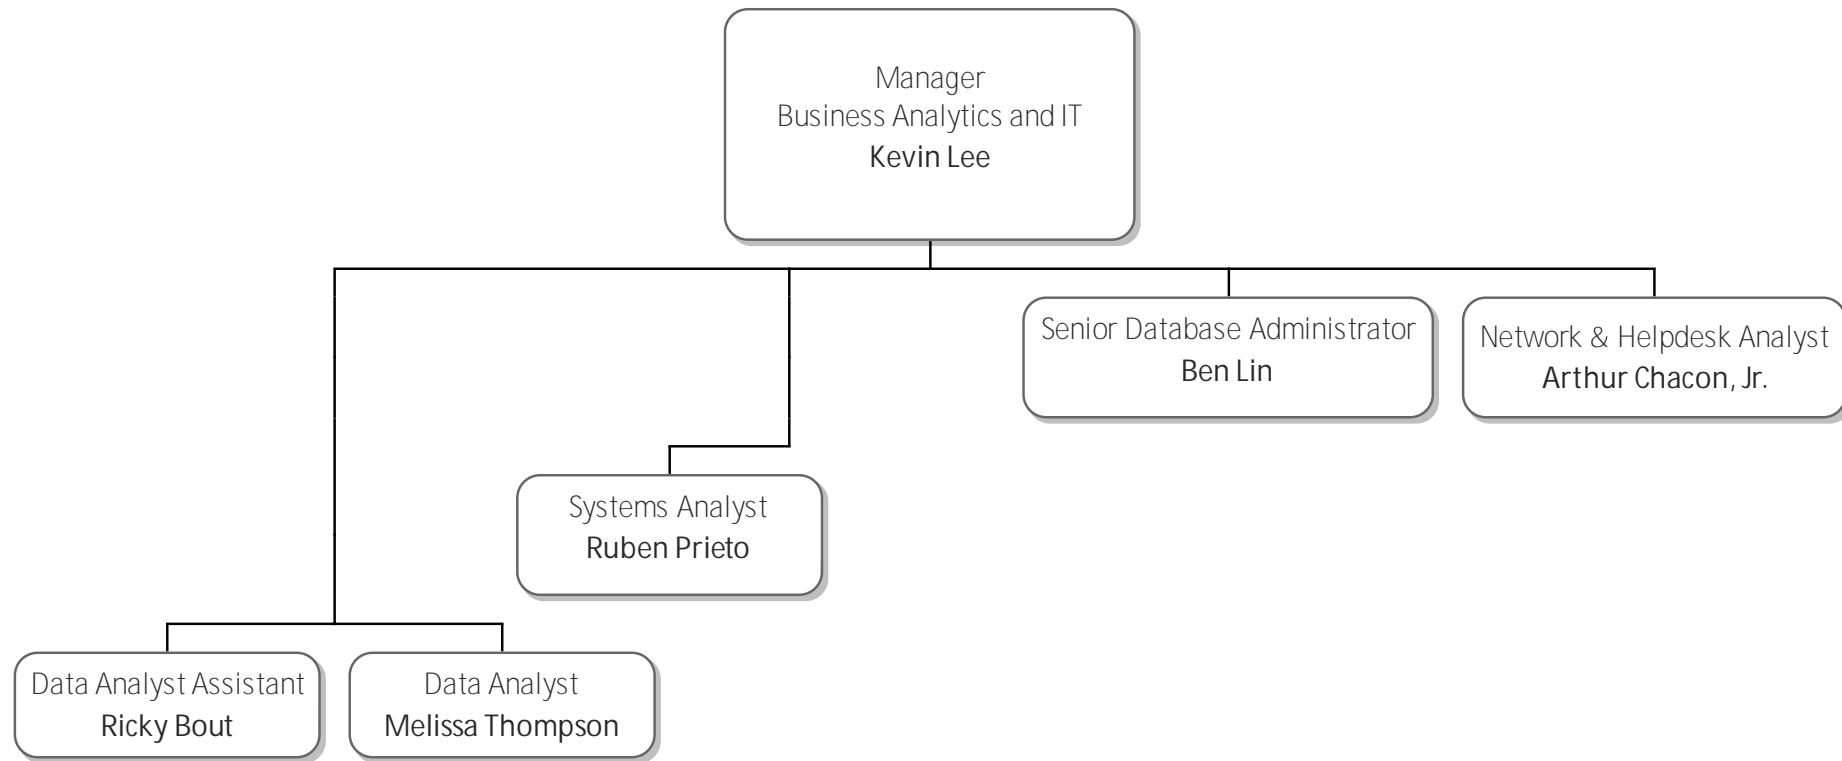 Manager
Business Analytics and IT
Kevin Lee
Senior Database Administrator
Ben Lin
Network & Helpdesk Analyst
Arthur Chacon, Jr.
Systems Analyst
Ruben Prieto
Data Analyst Assistant
Ricky Bout
Data Analyst
Melissa Thompson